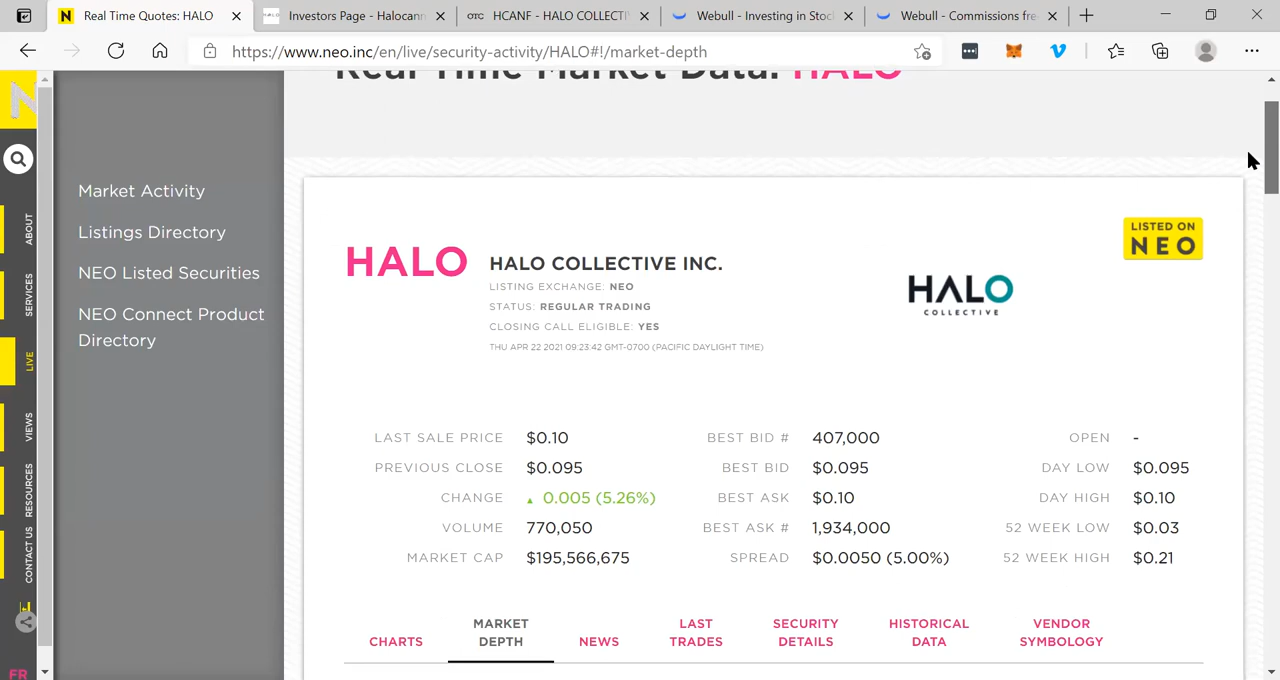 Real Time Quotes: HALO
Investors Page - Halocann
OTC HCANF - HALO COLLECTI
Webull - Investing in Stoc
Webull - Commissions fre
https://www.neo.inc/en/live/security-activity/HALO#!/market-depth
Real Time Market Data: HALO
ABOUT
SERVICES
LIVE
VIEWS
RESOURCES
CONTACT US
FR
Market Activity
Listings Directory
NEO Listed Securities
NEO Connect Product
Directory
LISTED ON
NEO
HALO
HALO COLLECTIVE INC.
LISTING EXCHANGE: NEO
STATUS: REGULAR TRADING
CLOSING CALL ELIGIBLE: YES
THU APR 22 2021 09:23:42 GMT-0700 (PACIFIC DAYLIGHT TIME)
HALO
COLLECTIVE
LAST SALE PRICE $0.10 BEST BID # 407,000 OPEN -
PREVIOUS CLOSE $0.095 BEST BID $0.095 DAY LOW $0.095
CHANGE ▲ 0.005 (5.26%) BEST ASK $0.10 DAY HIGH $0.10
VOLUME 770,050 BEST ASK # 1,934,000 52 WEEK LOW $0.03
MARKET CAP $195,566,675 SPREAD $0.0050 (5.00%) 52 WEEK HIGH $0.21
CHARTS
MARKET
DEPTH
NEWS
LAST
TRADES
SECURITY
DETAILS
HISTORICAL
DATA
VENDOR
SYMBOLOGY